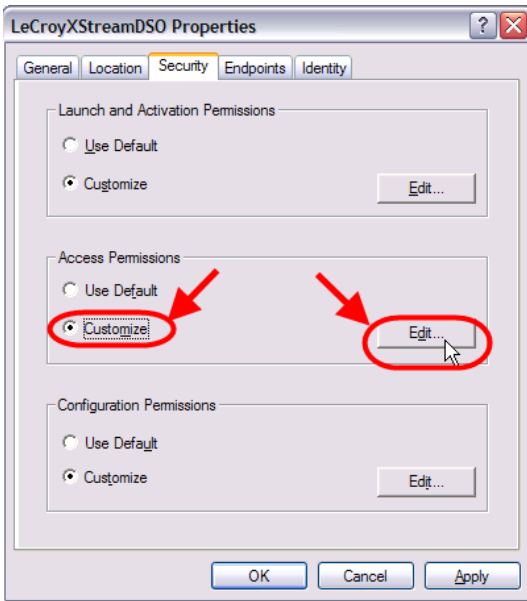 LeCroyXStreamDSO Properties
General Location Security Endpoints Identity
Launch and Activation Permissions
Use Default
Customize
Edit...
Access Permissions
Use Default
Customize
Edit...
Configuration Permissions
Use Default
Customize
Edit...
OK Cancel Apply